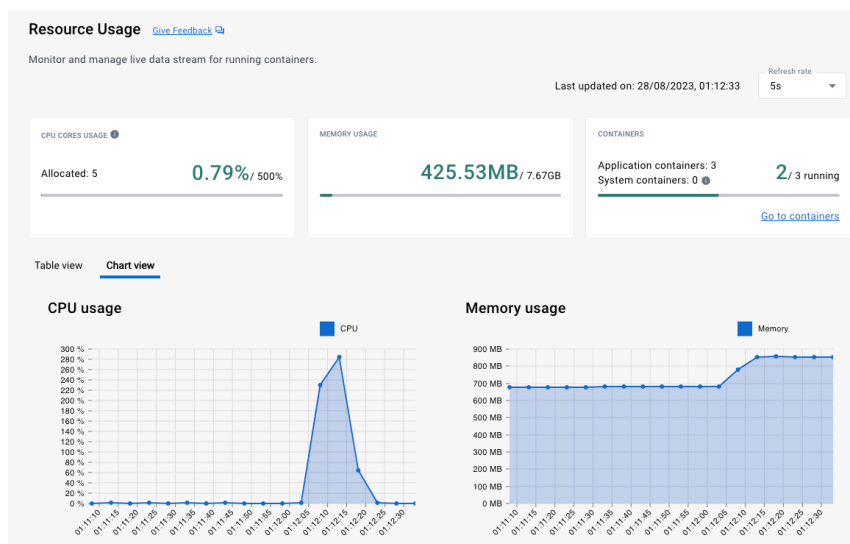 Resource Usage Give Feedback
Monitor and manage live data stream for running containers.
Refresh rate
Last updated on: 28/08/2023, 01:12:33 5s
CPU CORES USAGE
Allocated: 5 0.79% / 500%
MEMORY USAGE
425.53MB / 7.67GB
CONTAINERS
Application containers: 3
System containers: 0
2 / 3 running
Go to containers
Table view Chart view
CPU usage
CPU
300 %
280 %
260 %
240 %
220 %
200 %
180 %
160 %
140 %
120 %
100 %
80 %
60 %
40 %
20 %
0 %
01:11:10 01:11:15 01:11:20 01:11:25 01:11:30 01:11:35 01:11:40 01:11:45 01:11:50 01:11:55 01:12:00 01:12:05 01:12:10 01:12:15 01:12:20 01:12:25 01:12:30
Memory usage
Memory
900 MB
800 MB
700 MB
600 MB
500 MB
400 MB
300 MB
200 MB
100 MB
0 MB
01:11:10 01:11:15 01:11:20 01:11:25 01:11:30 01:11:35 01:11:40 01:11:45 01:11:50 01:11:55 01:12:00 01:12:05 01:12:10 01:12:15 01:12:20 01:12:25 01:12:30